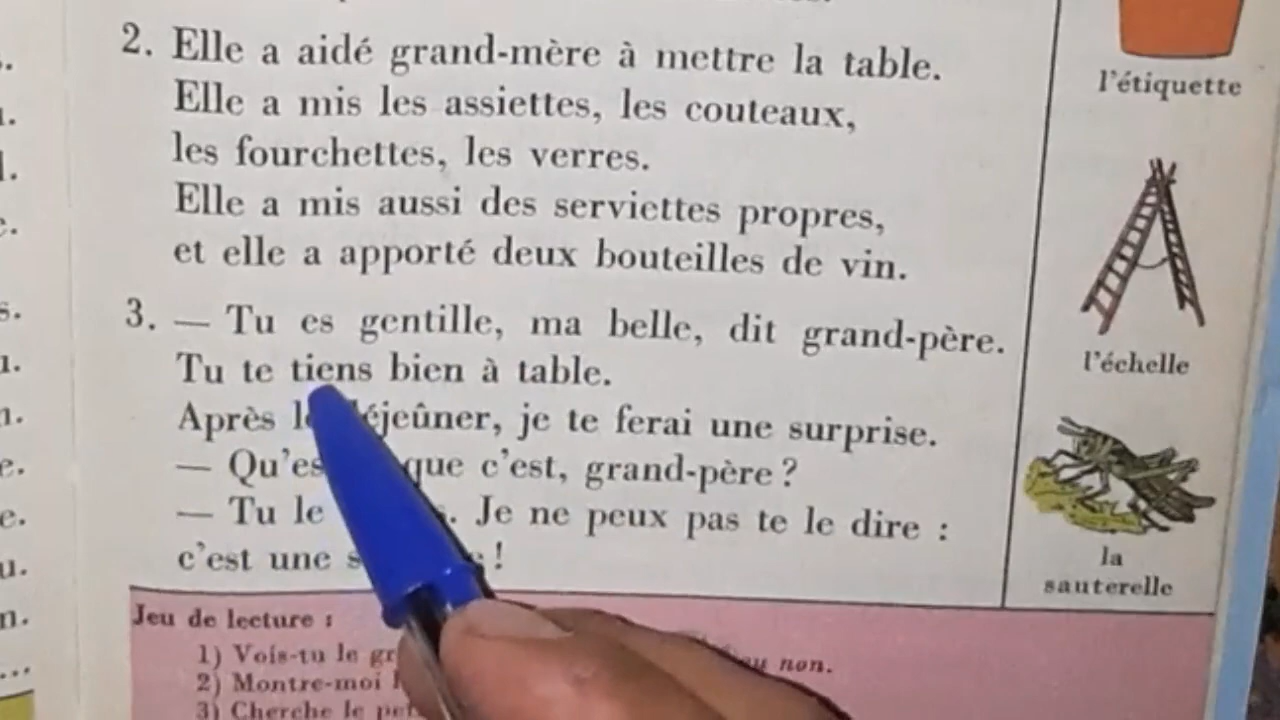 2. Elle a aidé grand-mère à mettre la table.
Elle a mis les assiettes, les couteaux,
les fourchettes, les verres.
Elle a mis aussi des serviettes propres,
et elle a apporté deux bouteilles de vin.
3. — Tu es gentille, ma belle, dit grand-père.
Tu te tiens bien à table.
Après déjeûner, je te ferai une surprise.
— que c'est, grand-père ?
— Tu le Je ne peux pas te le dire :
c'est une !
Jeu de lecture :
1) Vois-tu le non.
2) Montre-moi
3) Cherche le
l'étiquette
l'échelle
la
sauterelle